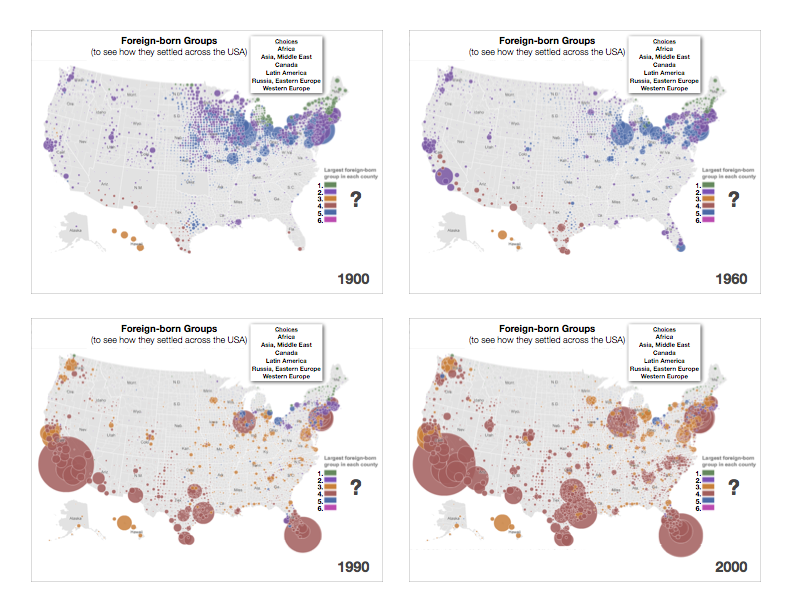 Foreign-born Groups
(to see how they settled across the USA)
Choices
Africa
Asia, Middle East
Canada
Latin America
Russia, Eastern Europe
Western Europe
Largest foreign-born
group in each county
1.
2.
3.
4.
5.
6.
?
1900
Foreign-born Groups
(to see how they settled across the USA)
Choices
Africa
Asia, Middle East
Canada
Latin America
Russia, Eastern Europe
Western Europe
Largest foreign-born
group in each county
1.
2.
3.
4.
5.
6.
?
1960
Foreign-born Groups
(to see how they settled across the USA)
Choices
Africa
Asia, Middle East
Canada
Latin America
Russia, Eastern Europe
Western Europe
Largest foreign-born
group in each county
1.
2.
3.
4.
5.
6.
?
1990
Foreign-born Groups
(to see how they settled across the USA)
Choices
Africa
Asia, Middle East
Canada
Latin America
Russia, Eastern Europe
Western Europe
Largest foreign-born
group in each county
1.
2.
3.
4.
5.
6.
?
2000